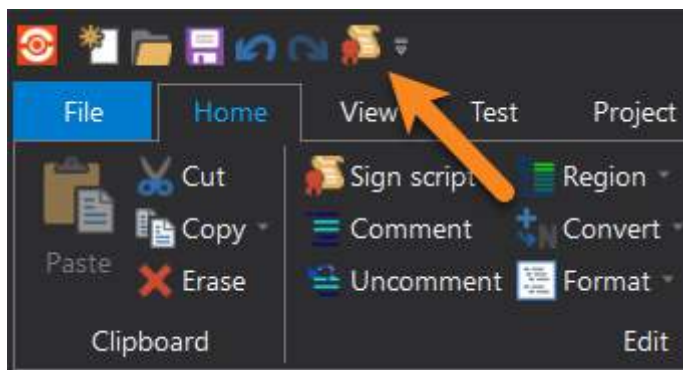 File Home View Test Project
Sign script Region
Cut
Copy Comment Convert
Paste
Erase Uncomment Format
Clipboard Edit